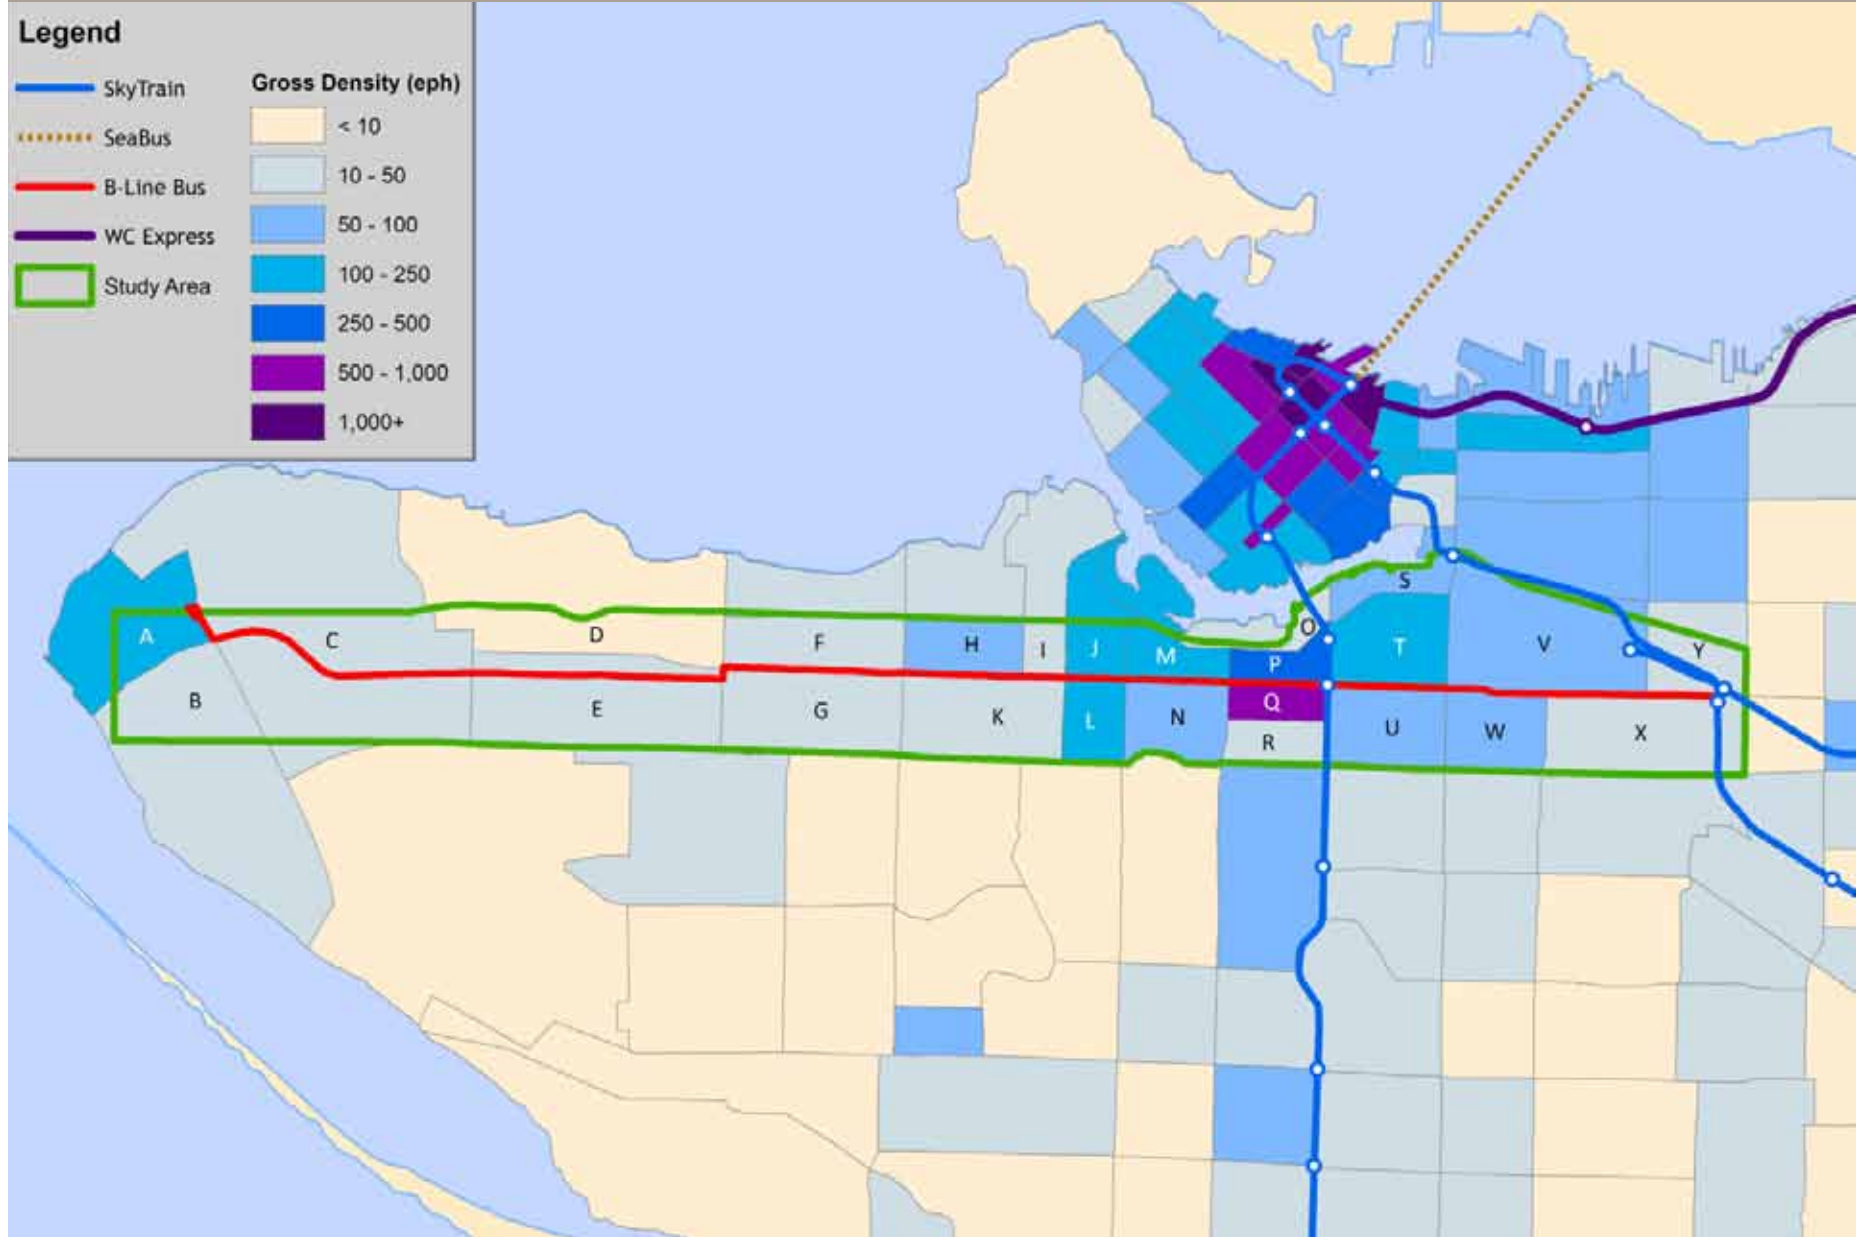 Legend
SkyTrain
SeaBus
B-Line Bus
WC Express
Study Area
Gross Density (eph)
< 10
10 - 50
50 - 100
100 - 250
250 - 500
500 - 1,000
1,000+
A
B
C
D
E
F
G
H
I
J
K
L
M
N
O
P
Q
R
S
T
U
V
W
X
Y